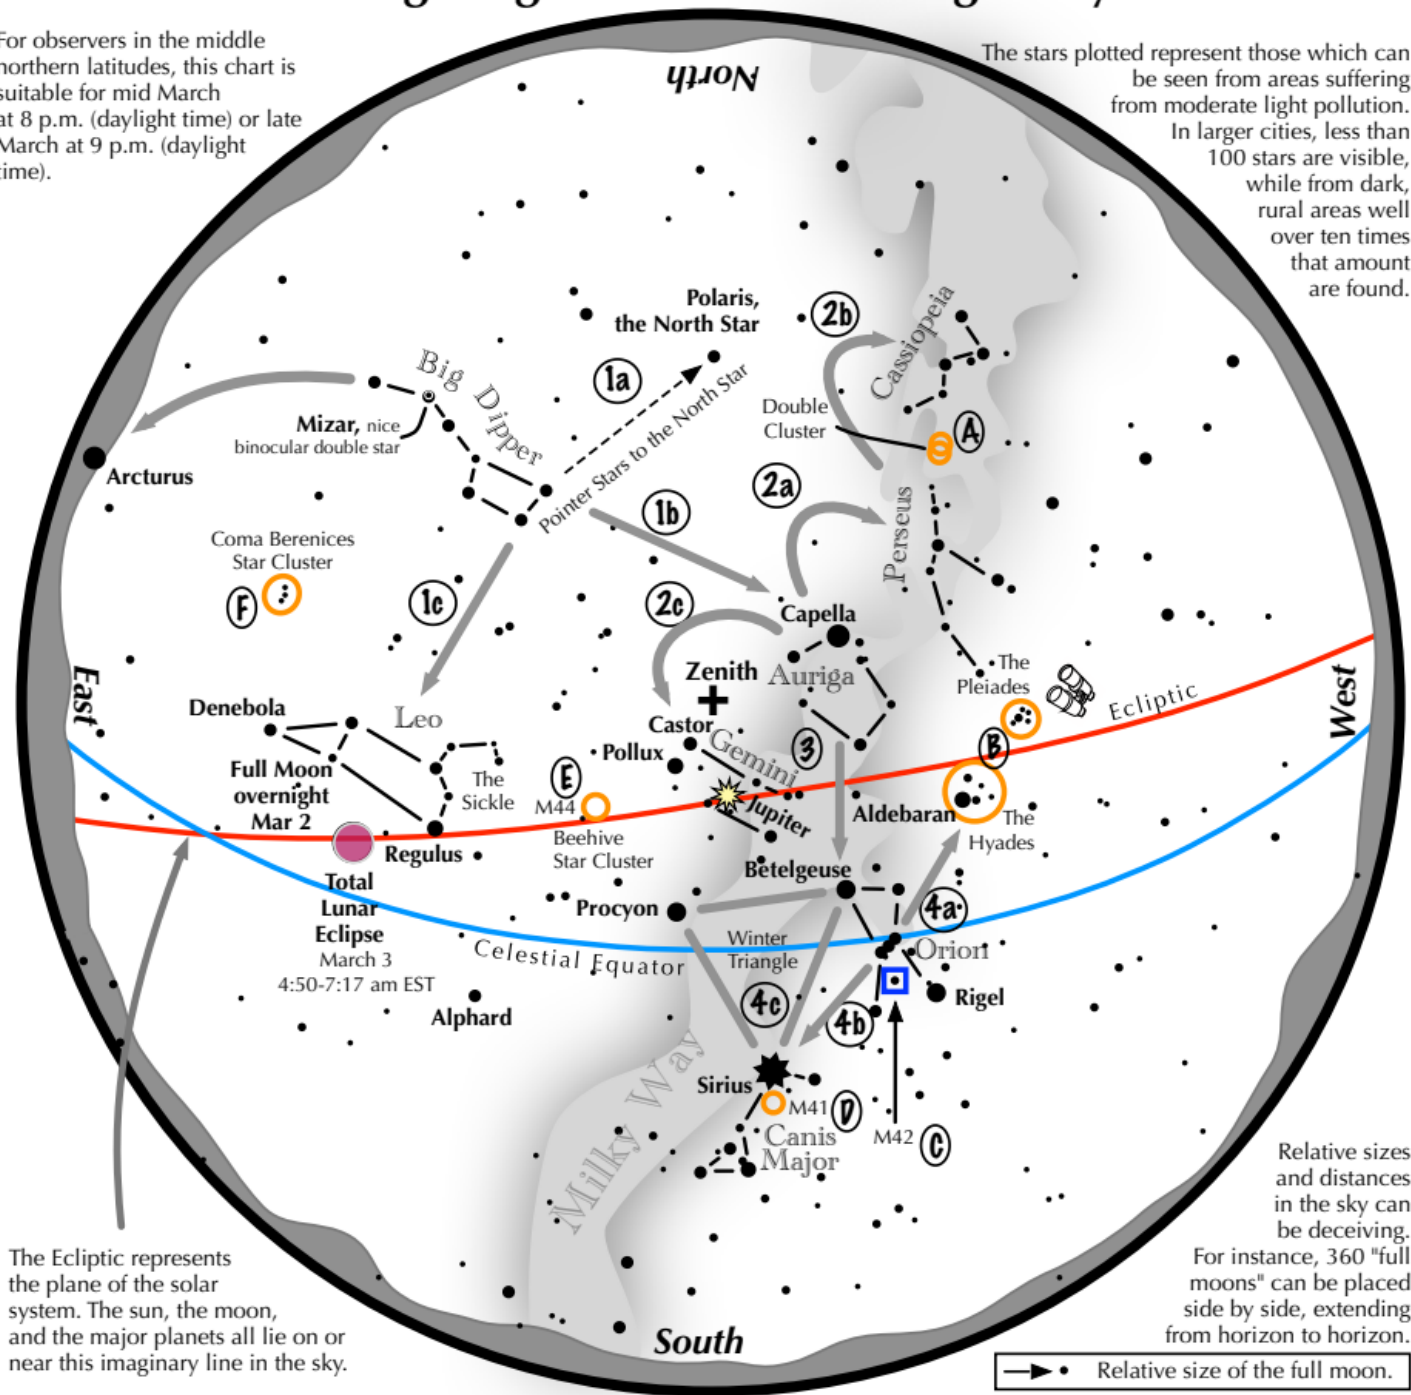 For observers in the middle
northern latitudes, this chart is
suitable for mid March
at 8 p.m. (daylight time) or late
March at 9 p.m. (daylight
time).
The stars plotted represent those which can
be seen from areas suffering
from moderate light pollution.
In larger cities, less than
100 stars are visible,
while from dark,
rural areas well
over ten times
that amount
are found.
North
Polaris,
the North Star
2b
Cassiopeia
1a
Big Dipper
Mizar, nice
binocular double star
Pointer Stars to the North Star
Double
Cluster
A
Arcturus
2a
1b
Perseus
Coma Berenices
Star Cluster
F
1c
2c
Capella
Auriga
Zenith
The
Pleiades
Ecliptic
East
West
Denebola
Leo
Castor
Pollux
Gemini
3
B
Full Moon
overnight
Mar 2
The
Sickle
E
M44
Jupiter
Aldebaran
The
Hyades
Beehive
Star Cluster
Regulus
Betelgeuse
Total
Lunar
Eclipse
March 3
4:50-7:17 am EST
Procyon
4a
Winter
Triangle
Orion
Celestial Equator
Rigel
Alphard
4c
4b
Sirius
M41
D
M42
C
Canis
Major
Milky Way
South
The Ecliptic represents
the plane of the solar
system. The sun, the moon,
and the major planets all lie on or
near this imaginary line in the sky.
Relative sizes
and distances
in the sky can
be deceiving.
For instance, 360 "full
moons" can be placed
side by side, extending
from horizon to horizon.
Relative size of the full moon.